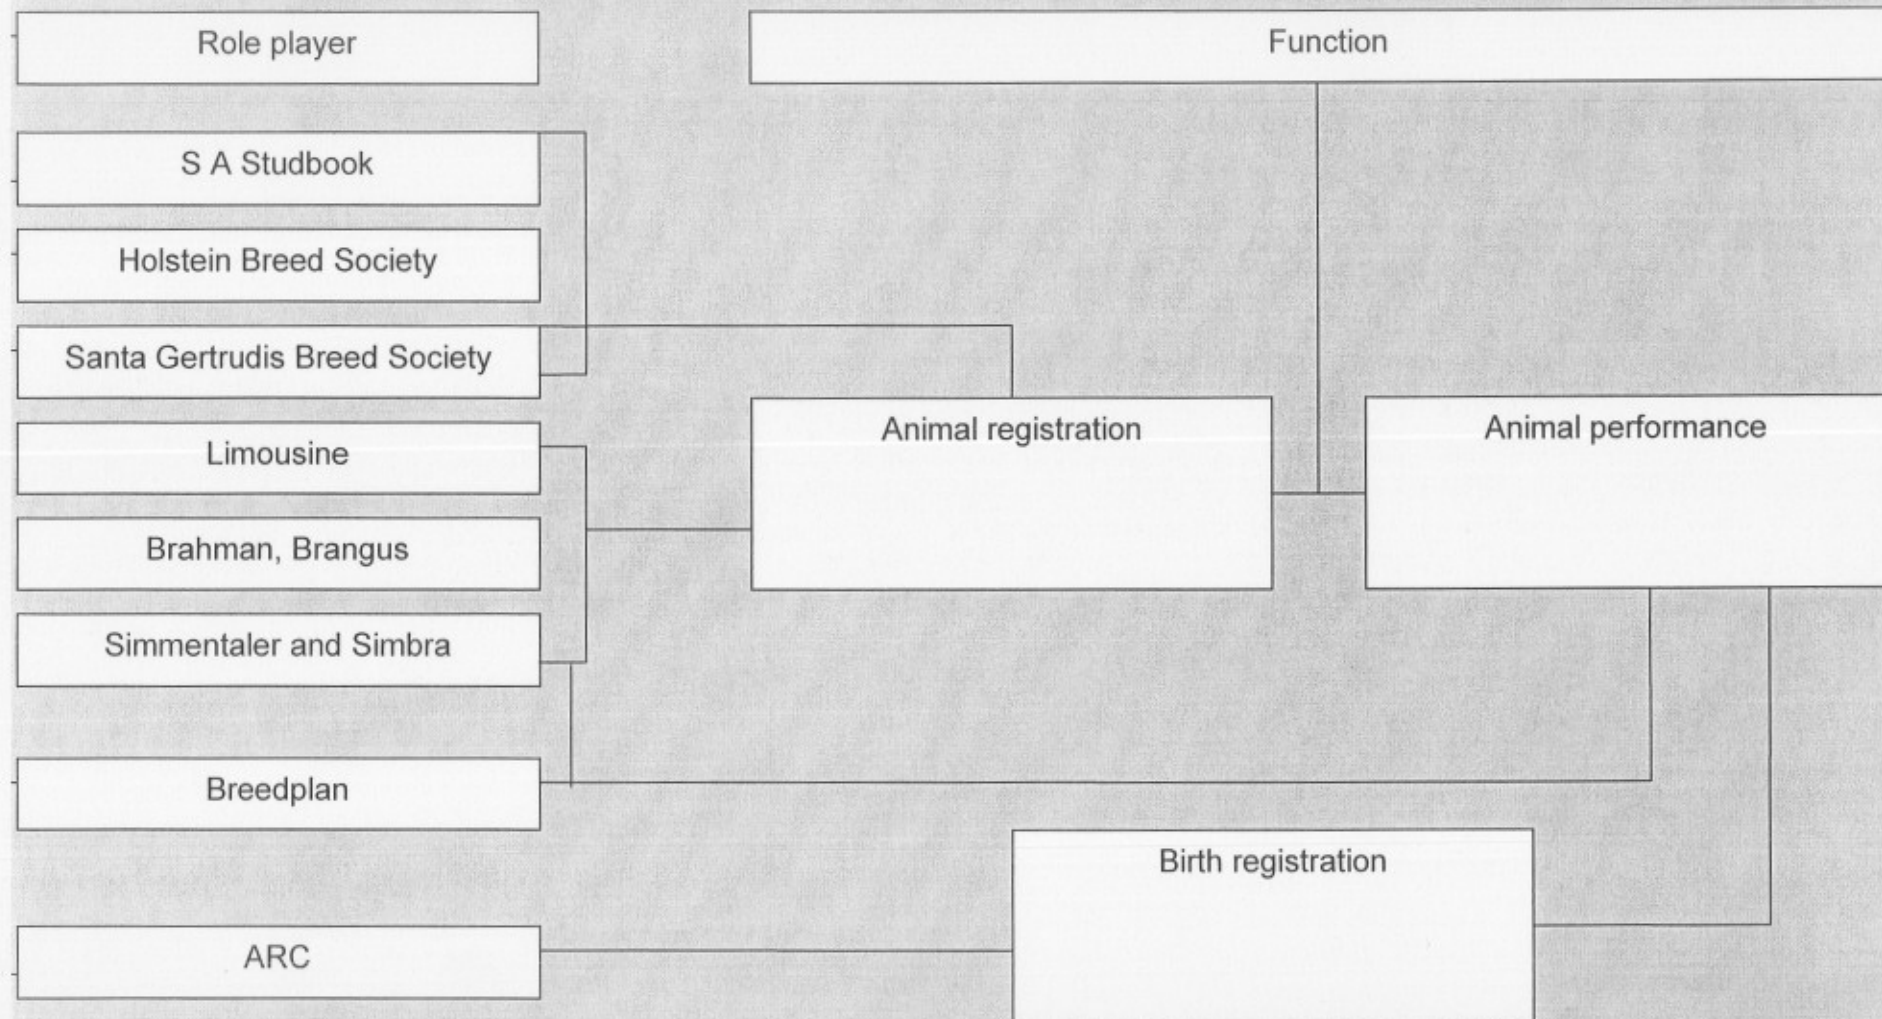 Role player
Function
S A Studbook
Holstein Breed Society
Santa Gertrudis Breed Society
Limousine
Animal registration
Animal performance
Brahman, Brangus
Simmentaler and Simbra
Breedplan
Birth registration
ARC